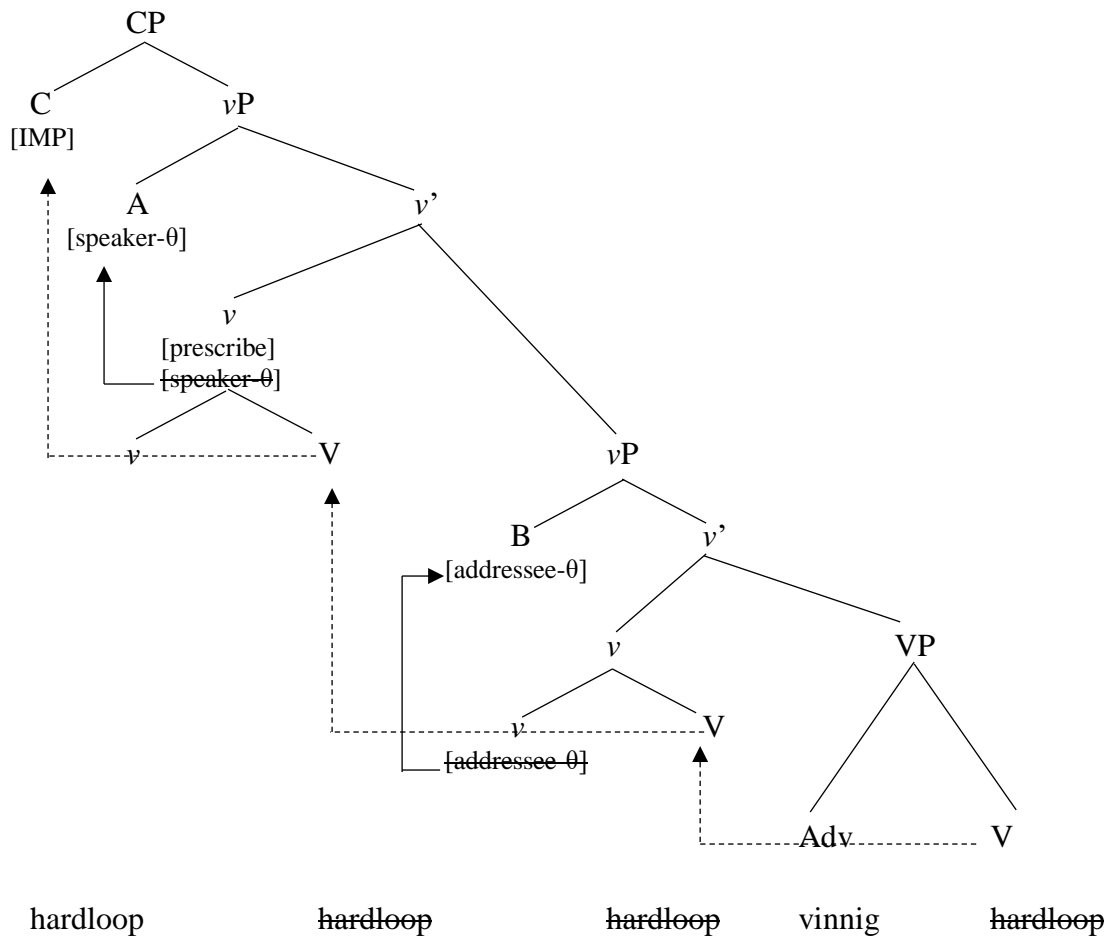 CP
C vP
[IMP]
A v’
[speaker-θ]
v
[prescribe]
[speaker-θ]
v V vP
B v’
[addressee-θ]
v VP
v V
[addressee-θ]
Adv V
hardloop hardloop hardloop vinnig hardloop